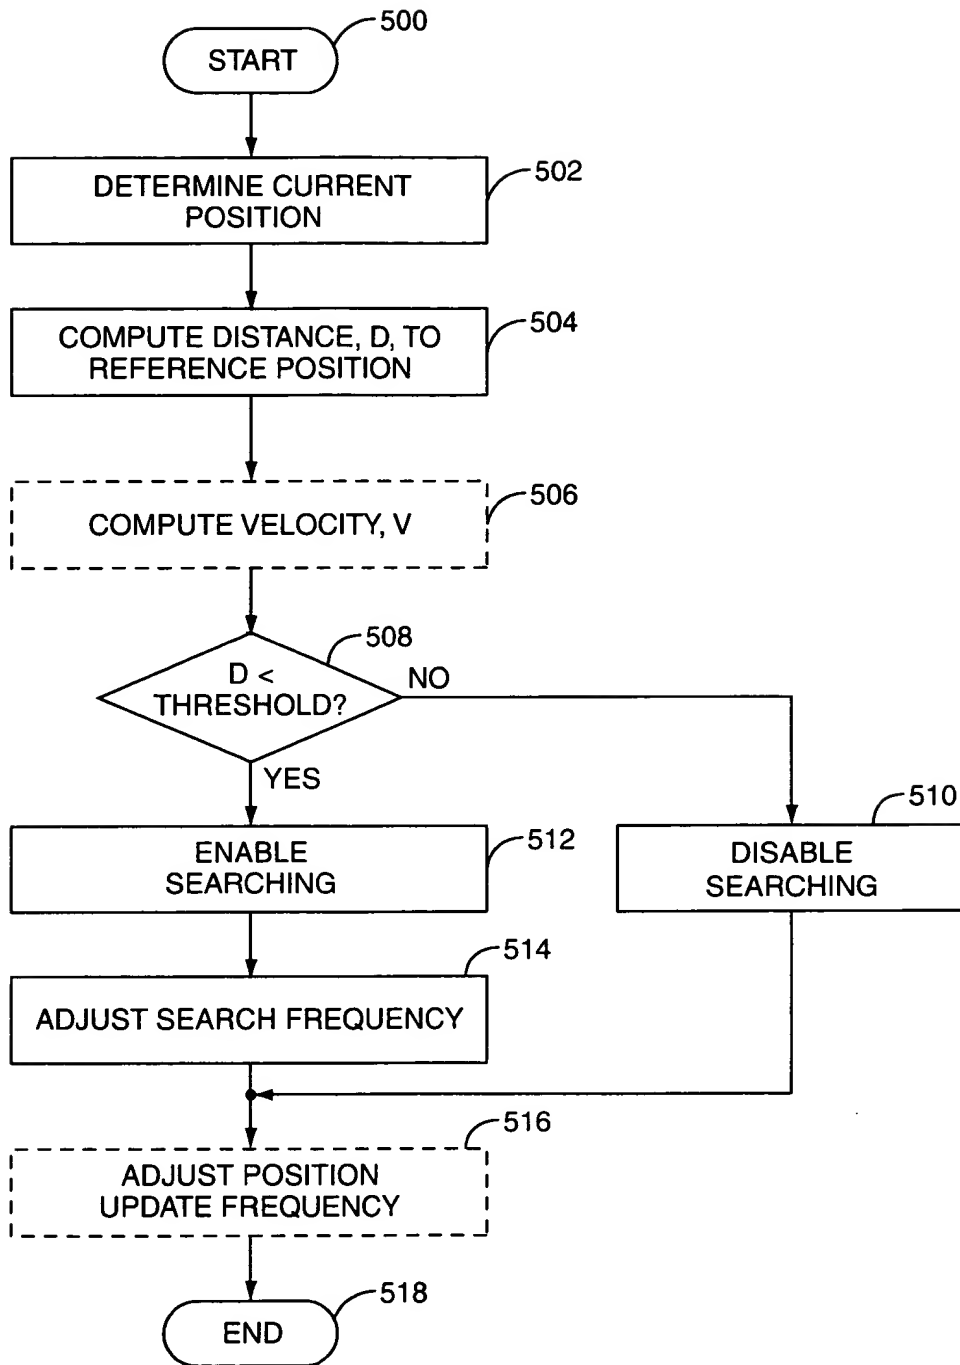 500
START
502
DETERMINE CURRENT
POSITION
504
COMPUTE DISTANCE, D, TO
REFERENCE POSITION
506
COMPUTE VELOCITY, V
508
D <
THRESHOLD?
NO
YES
510
512
ENABLE
SEARCHING
DISABLE
SEARCHING
514
ADJUST SEARCH FREQUENCY
516
ADJUST POSITION
UPDATE FREQUENCY
518
END